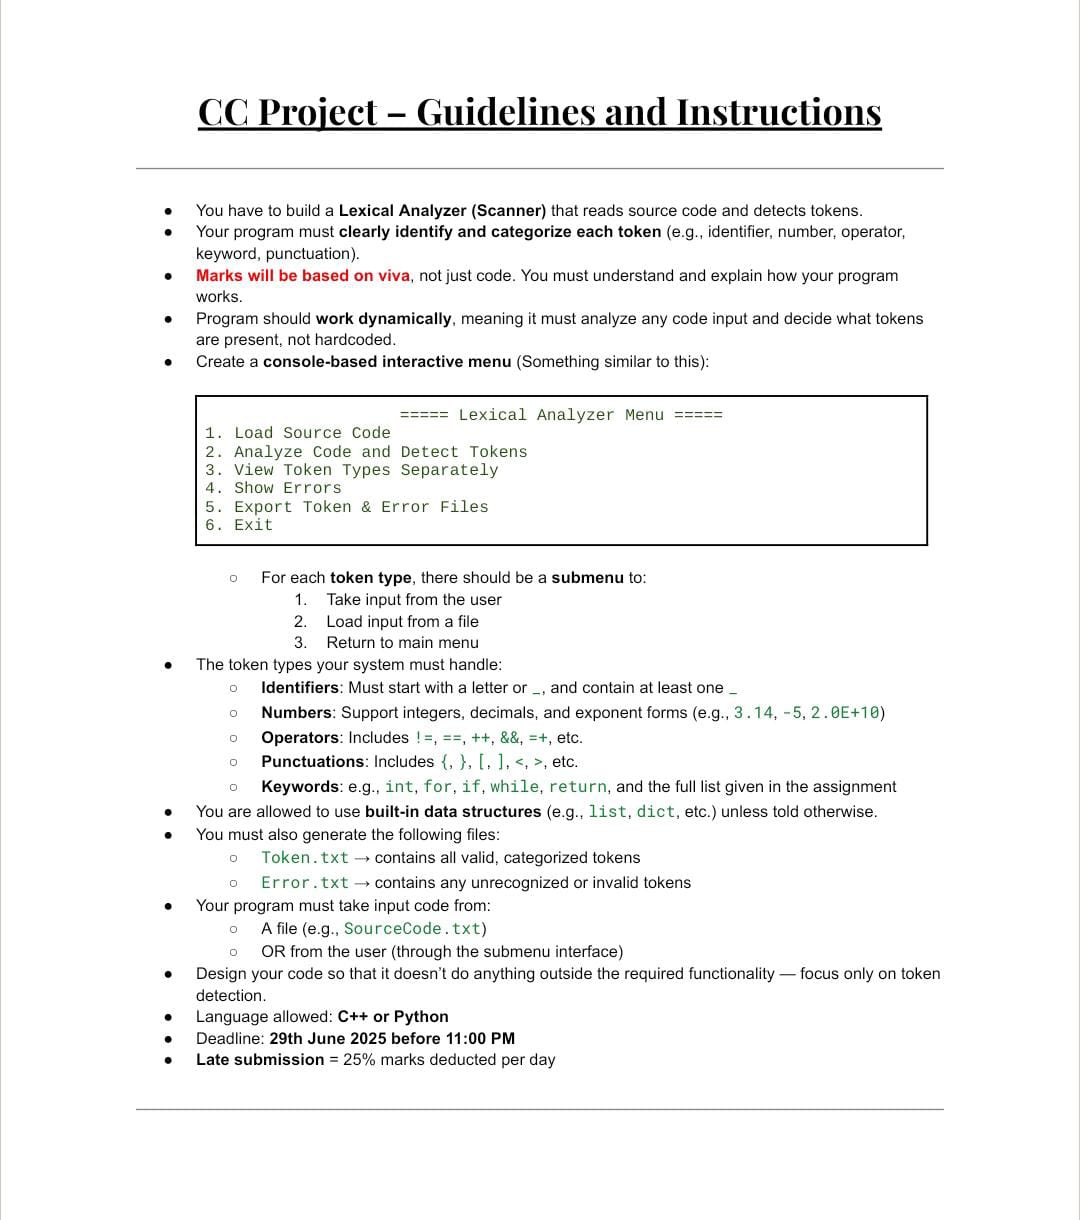 CC Project – Guidelines and Instructions
● You have to build a Lexical Analyzer (Scanner) that reads source code and detects tokens.
● Your program must clearly identify and categorize each token (e.g., identifier, number, operator,
keyword, punctuation).
● Marks will be based on viva, not just code. You must understand and explain how your program
works.
● Program should work dynamically, meaning it must analyze any code input and decide what tokens
are present, not hardcoded.
● Create a console-based interactive menu (Something similar to this):
===== Lexical Analyzer Menu =====
1. Load Source Code
2. Analyze Code and Detect Tokens
3. View Token Types Separately
4. Show Errors
5. Export Token & Error Files
6. Exit
○ For each token type, there should be a submenu to:
1. Take input from the user
2. Load input from a file
3. Return to main menu
● The token types your system must handle:
○ Identifiers: Must start with a letter or _, and contain at least one _
○ Numbers: Support integers, decimals, and exponent forms (e.g., 3.14, -5, 2.0E+10)
○ Operators: Includes !=, ==, ++, &&, =+, etc.
○ Punctuations: Includes {, }, [, ], <, >, etc.
○ Keywords: e.g., int, for, if, while, return, and the full list given in the assignment
● You are allowed to use built-in data structures (e.g., list, dict, etc.) unless told otherwise.
● You must also generate the following files:
○ Token.txt → contains all valid, categorized tokens
○ Error.txt → contains any unrecognized or invalid tokens
● Your program must take input code from:
○ A file (e.g., SourceCode.txt)
○ OR from the user (through the submenu interface)
● Design your code so that it doesn’t do anything outside the required functionality — focus only on token
detection.
● Language allowed: C++ or Python
● Deadline: 29th June 2025 before 11:00 PM
● Late submission = 25% marks deducted per day